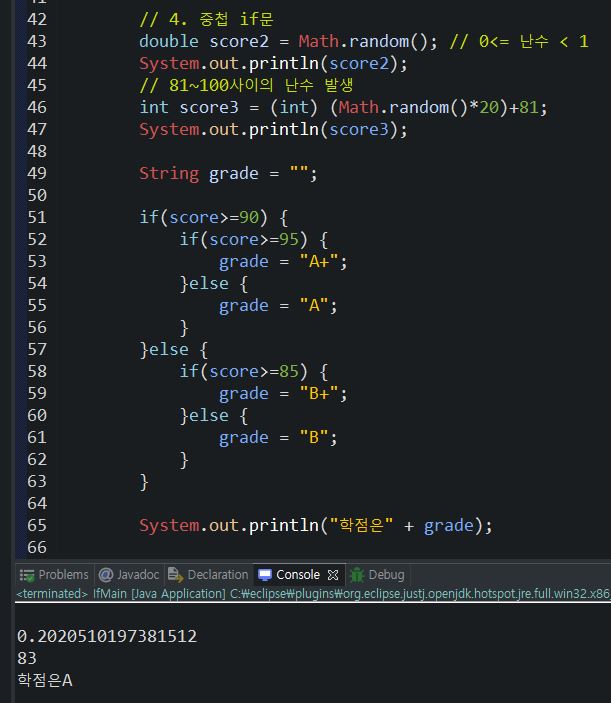 42 // 4. 중첩 if문
43 double score2 = Math.random(); // 0<= 난수 < 1
44 System.out.println(score2);
45 // 81~100사이의 난수 발생
46 int score3 = (int) (Math.random()*20)+81;
47 System.out.println(score3);
48
49 String grade = "";
50
51 if(score>=90) {
52 if(score>=95) {
53 grade = "A+";
54 }else {
55 grade = "A";
56 }
57 }else {
58 if(score>=85) {
59 grade = "B+";
60 }else {
61 grade = "B";
62 }
63 }
64
65 System.out.println("학점은" + grade);
66
Problems @ Javadoc Declaration Console Debug
<terminated> IfMain [Java Application] C:₩eclipse₩plugins₩org.eclipse.justj.openjdk.hotspot.jre.full.win32.x86
0.2020510197381512
83
학점은A